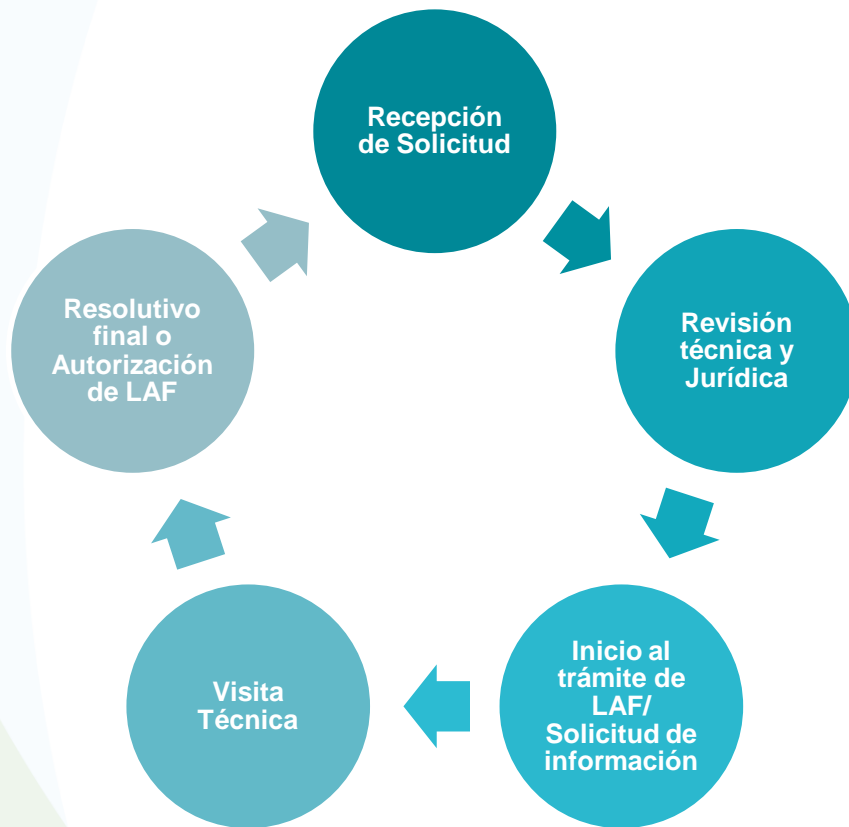 Recepción
de Solicitud
Revisión
técnica y
Jurídica
Inicio al
trámite de
LAF/
Solicitud de
información
Visita
Técnica
Resolutivo
final o
Autorización
de LAF